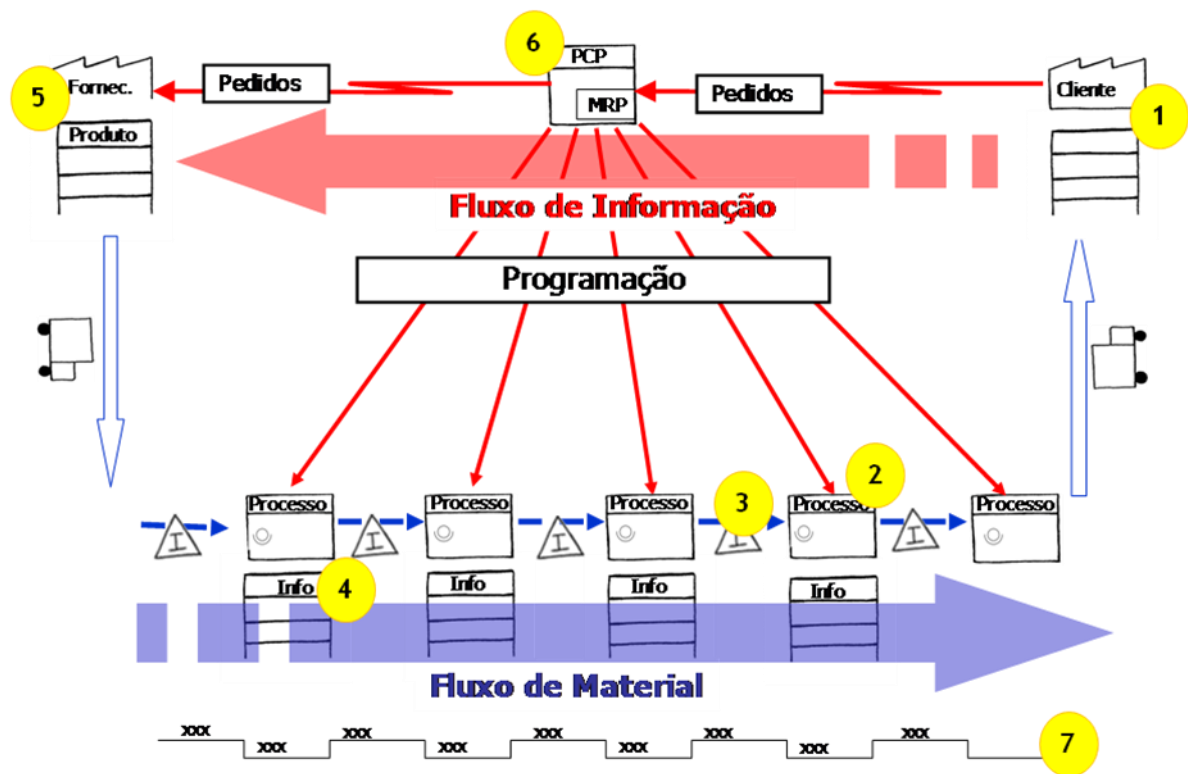 6
PCP
Fornec.
Pedidos
Pedidos
Cliente
5
MRP
1
Produto
Fluxo de Informação
Programação
2
Processo
Processo
Processo
3
Processo
Processo
I
I
I
I
I
Info
4
Info
Info
Info
Fluxo de Material
xxx
xxx
xxx
xxx
xxx
xxx
xxx
xxx
xxx
7